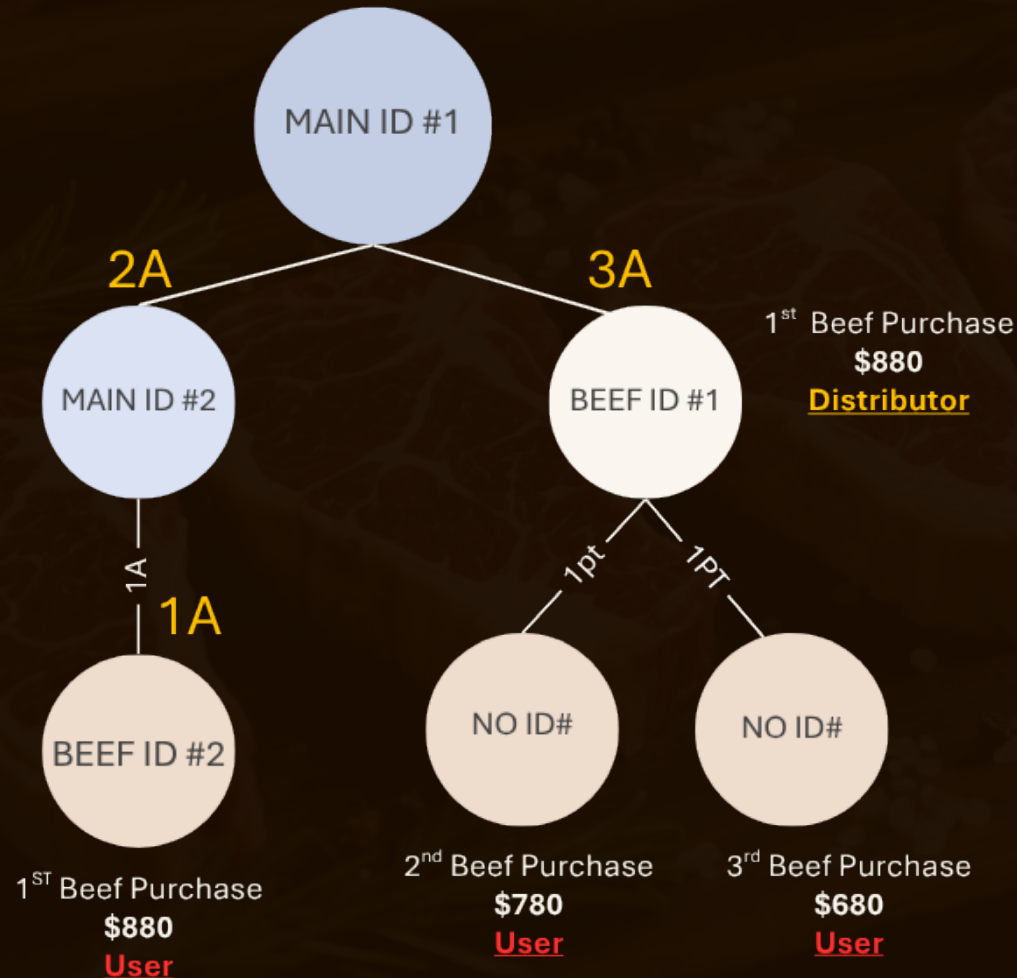 MAIN ID #1
2A
3A
MAIN ID #2
BEEF ID #1
1st Beef Purchase
$880
Distributor
1A
1A
1pt
1PT
BEEF ID #2
NO ID#
NO ID#
1ST Beef Purchase
$880
User
2nd Beef Purchase
$780
User
3rd Beef Purchase
$680
User